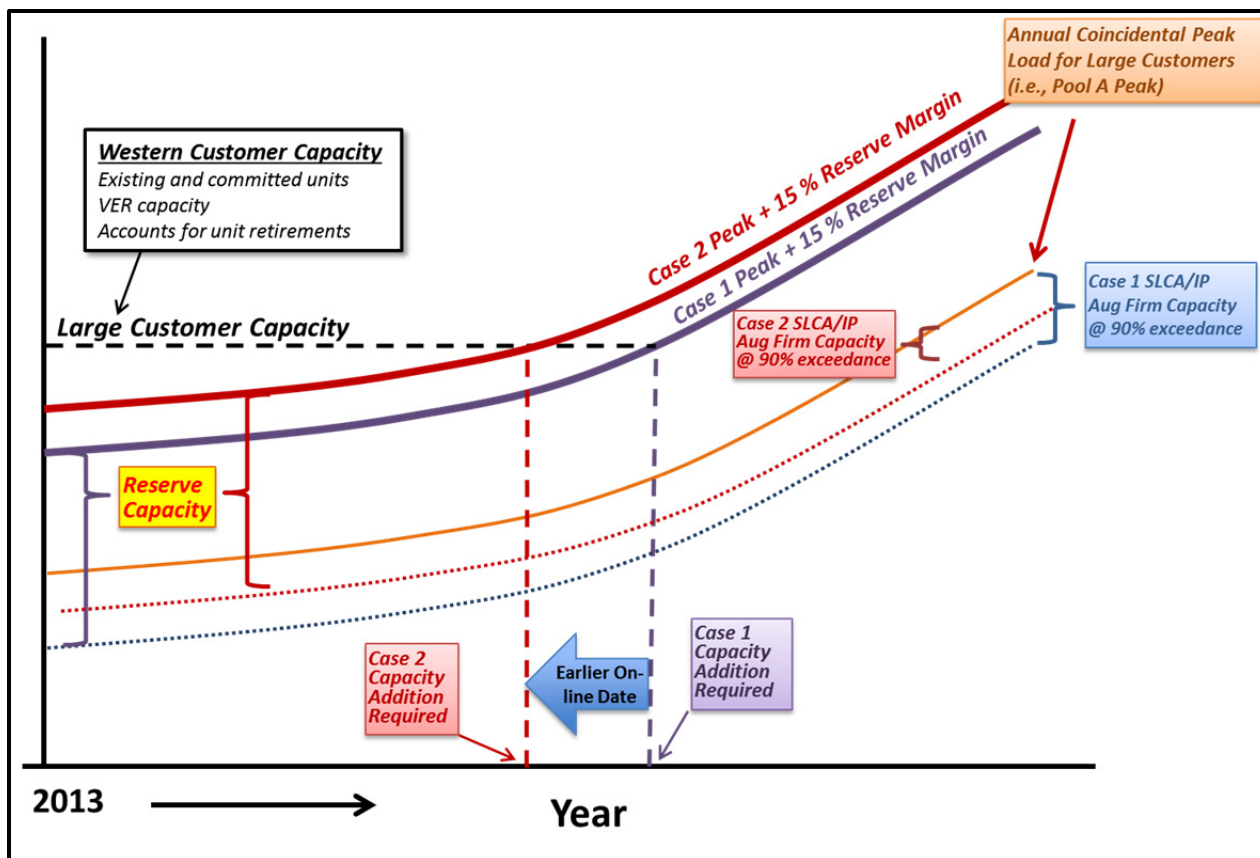 Annual Coincidental Peak
Load for Large Customers
(i.e., Pool A Peak)
Western Customer Capacity
Existing and committed units
VER capacity
Accounts for unit retirements
Case 2 Peak + 15 % Reserve Margin
Case 1 Peak + 15 % Reserve Margin
Large Customer Capacity
Case 2 SLCA/IP
Aug Firm Capacity
@ 90% exceedance
Case 1 SLCA/IP
Aug Firm Capacity
@ 90% exceedance
Reserve
Capacity
Case 2
Capacity
Addition
Required
Earlier On-
line Date
Case 1
Capacity
Addition
Required
2013
Year